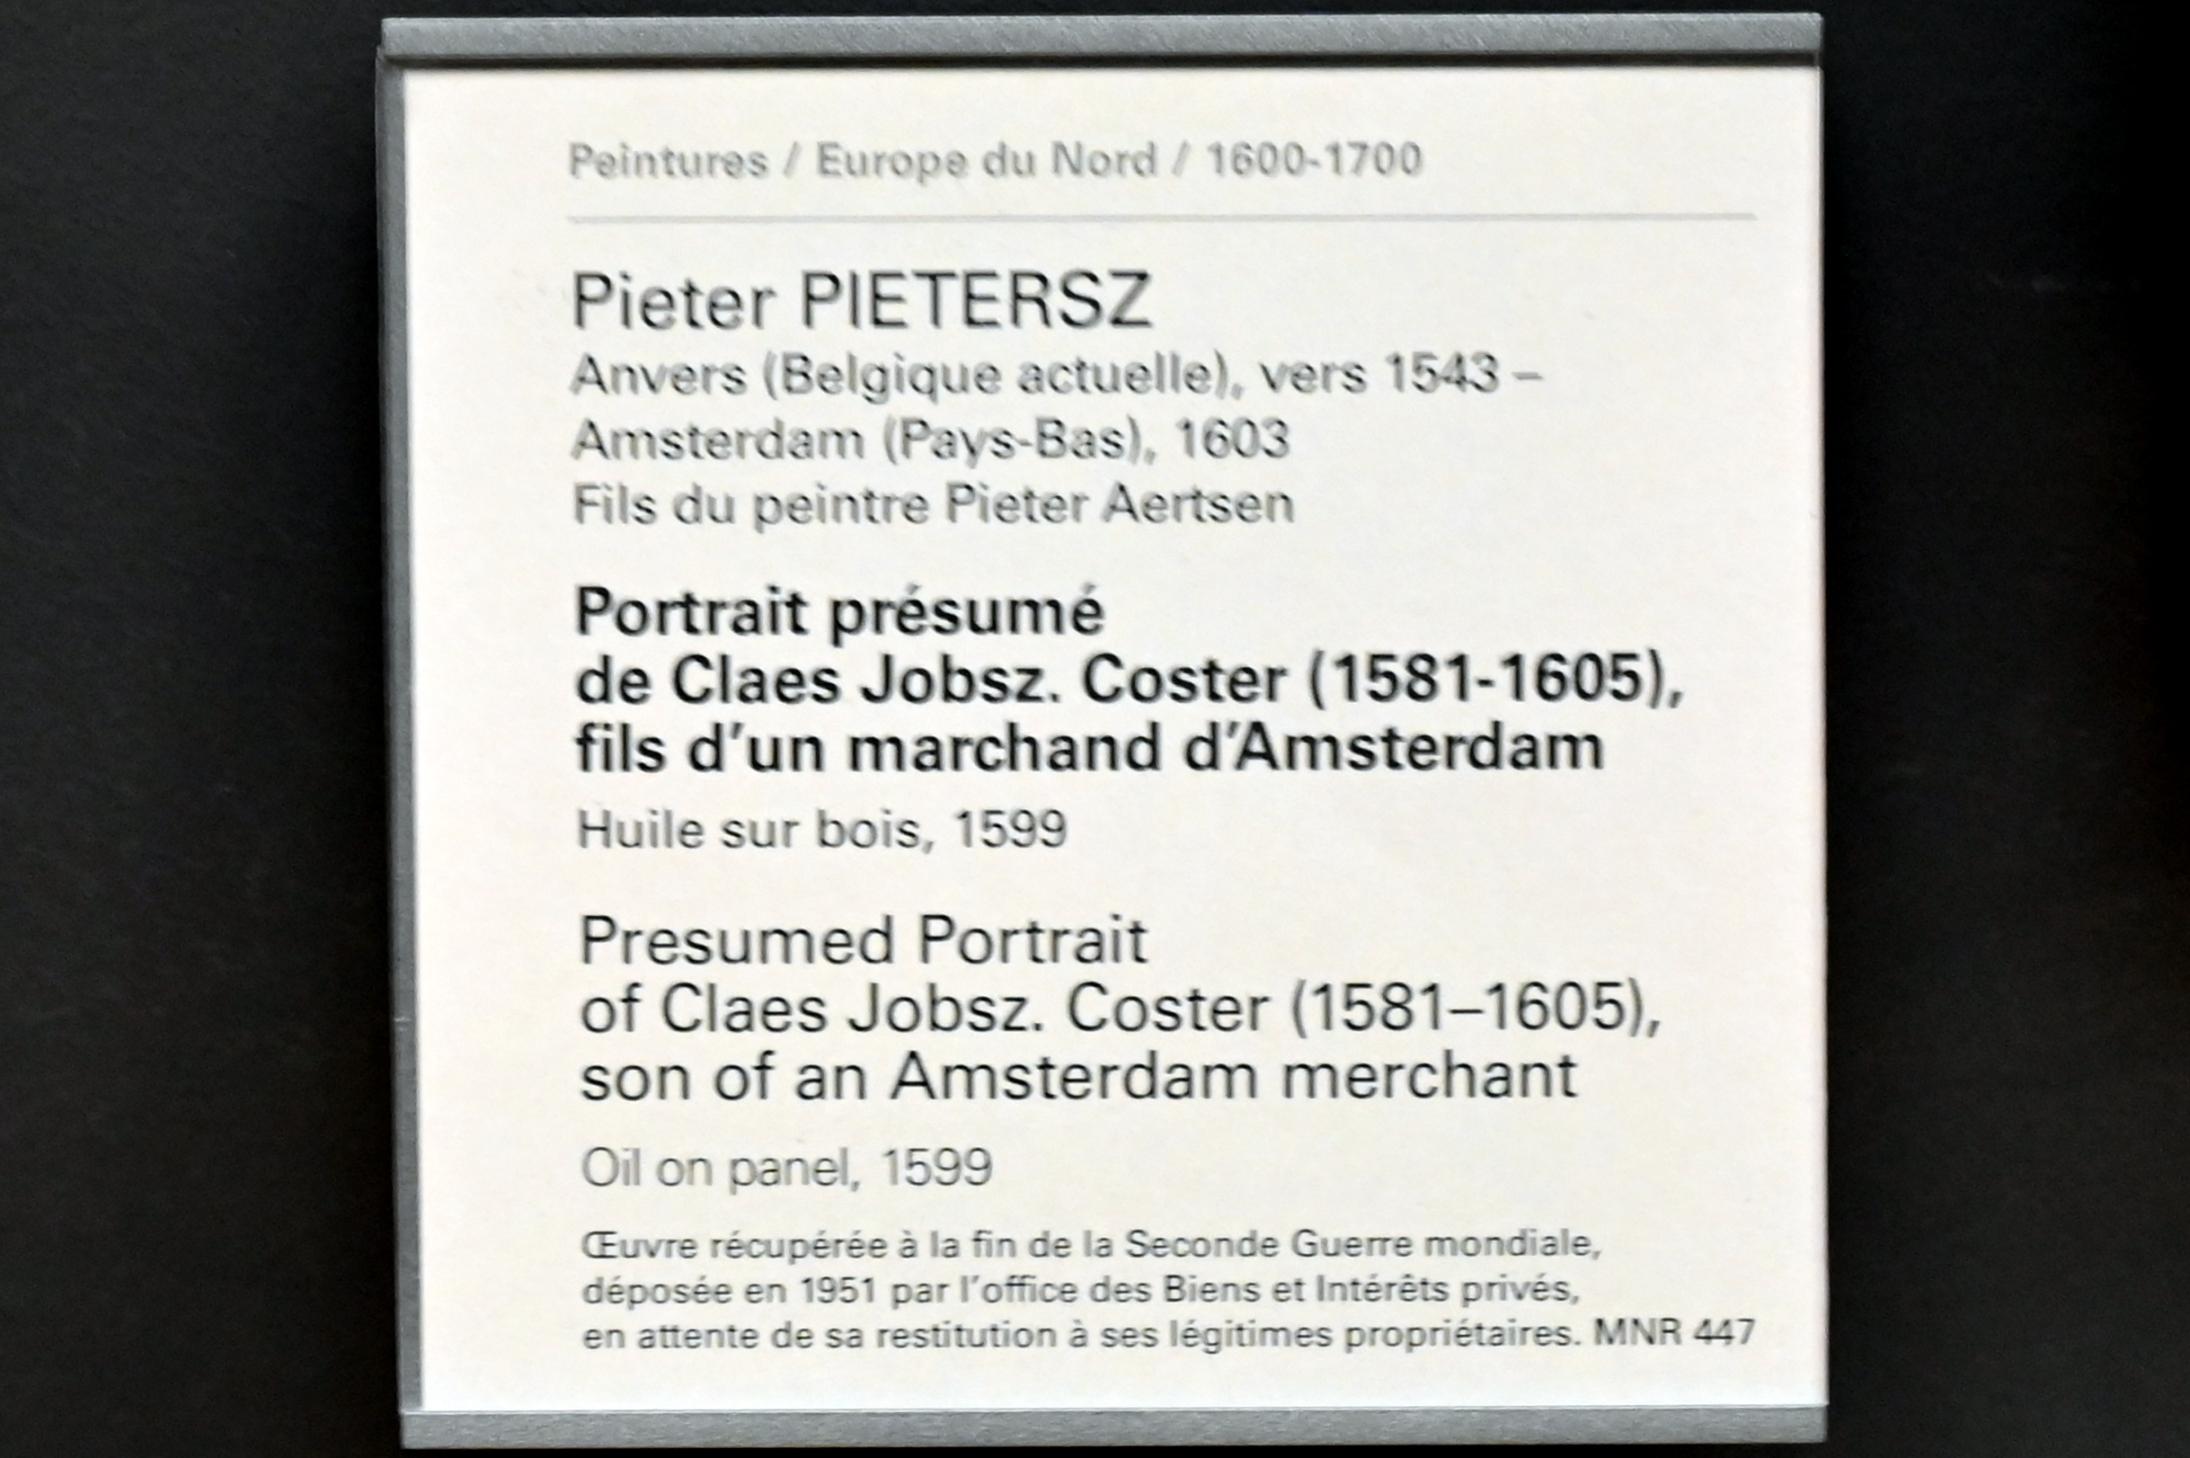 Peintures / Europe du Nord / 1600-1700
Pieter PIETERSZ
Anvers (Belgique actuelle), vers 1543 –
Amsterdam (Pays-Bas), 1603
Fils du peintre Pieter Aertsen
Portrait présumé
de Claes Jobsz. Coster (1581-1605),
fils d'un marchand d'Amsterdam
Huile sur bois, 1599
Presumed Portrait
of Claes Jobsz. Coster (1581–1605),
son of an Amsterdam merchant
Oil on panel, 1599
Œuvre récupérée à la fin de la Seconde Guerre mondiale,
déposée en 1951 par l'office des Biens et Intérêts privés,
en attente de sa restitution à ses légitimes propriétaires. MNR 447